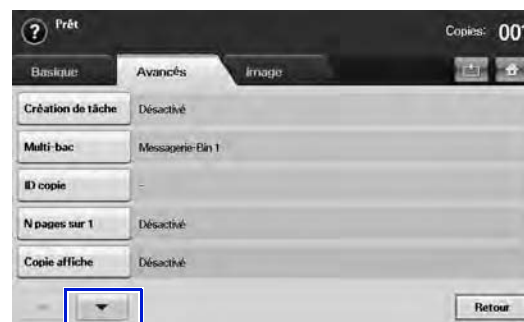 ? Prêt
Copies: 001
Basique Avancés Image
Création de tâche Désactivé
Multi-bac Messagerie-Bin 1
ID copie -
N pages sur 1 Désactivé
Copie affiche Désactivé
Retour